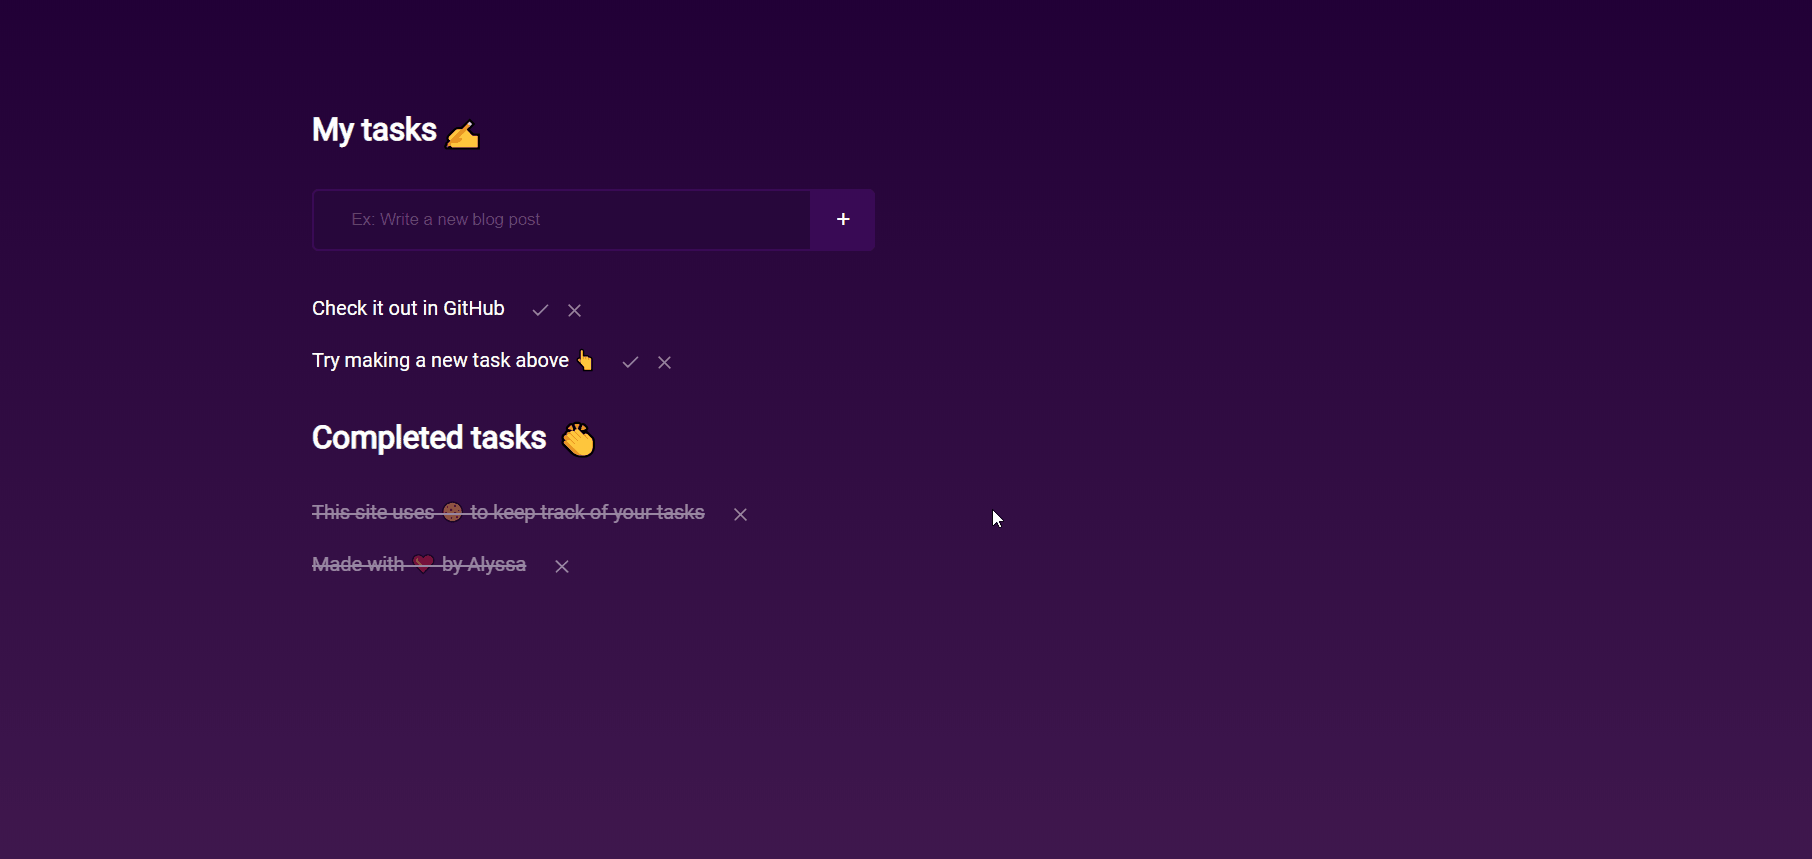 My tasks ✍️
Ex: Write a new blog post
+
Check it out in GitHub
Try making a new task above 👆
Completed tasks 👏
This site uses 🍪 to keep track of your tasks
Made with ❤️ by Alyssa